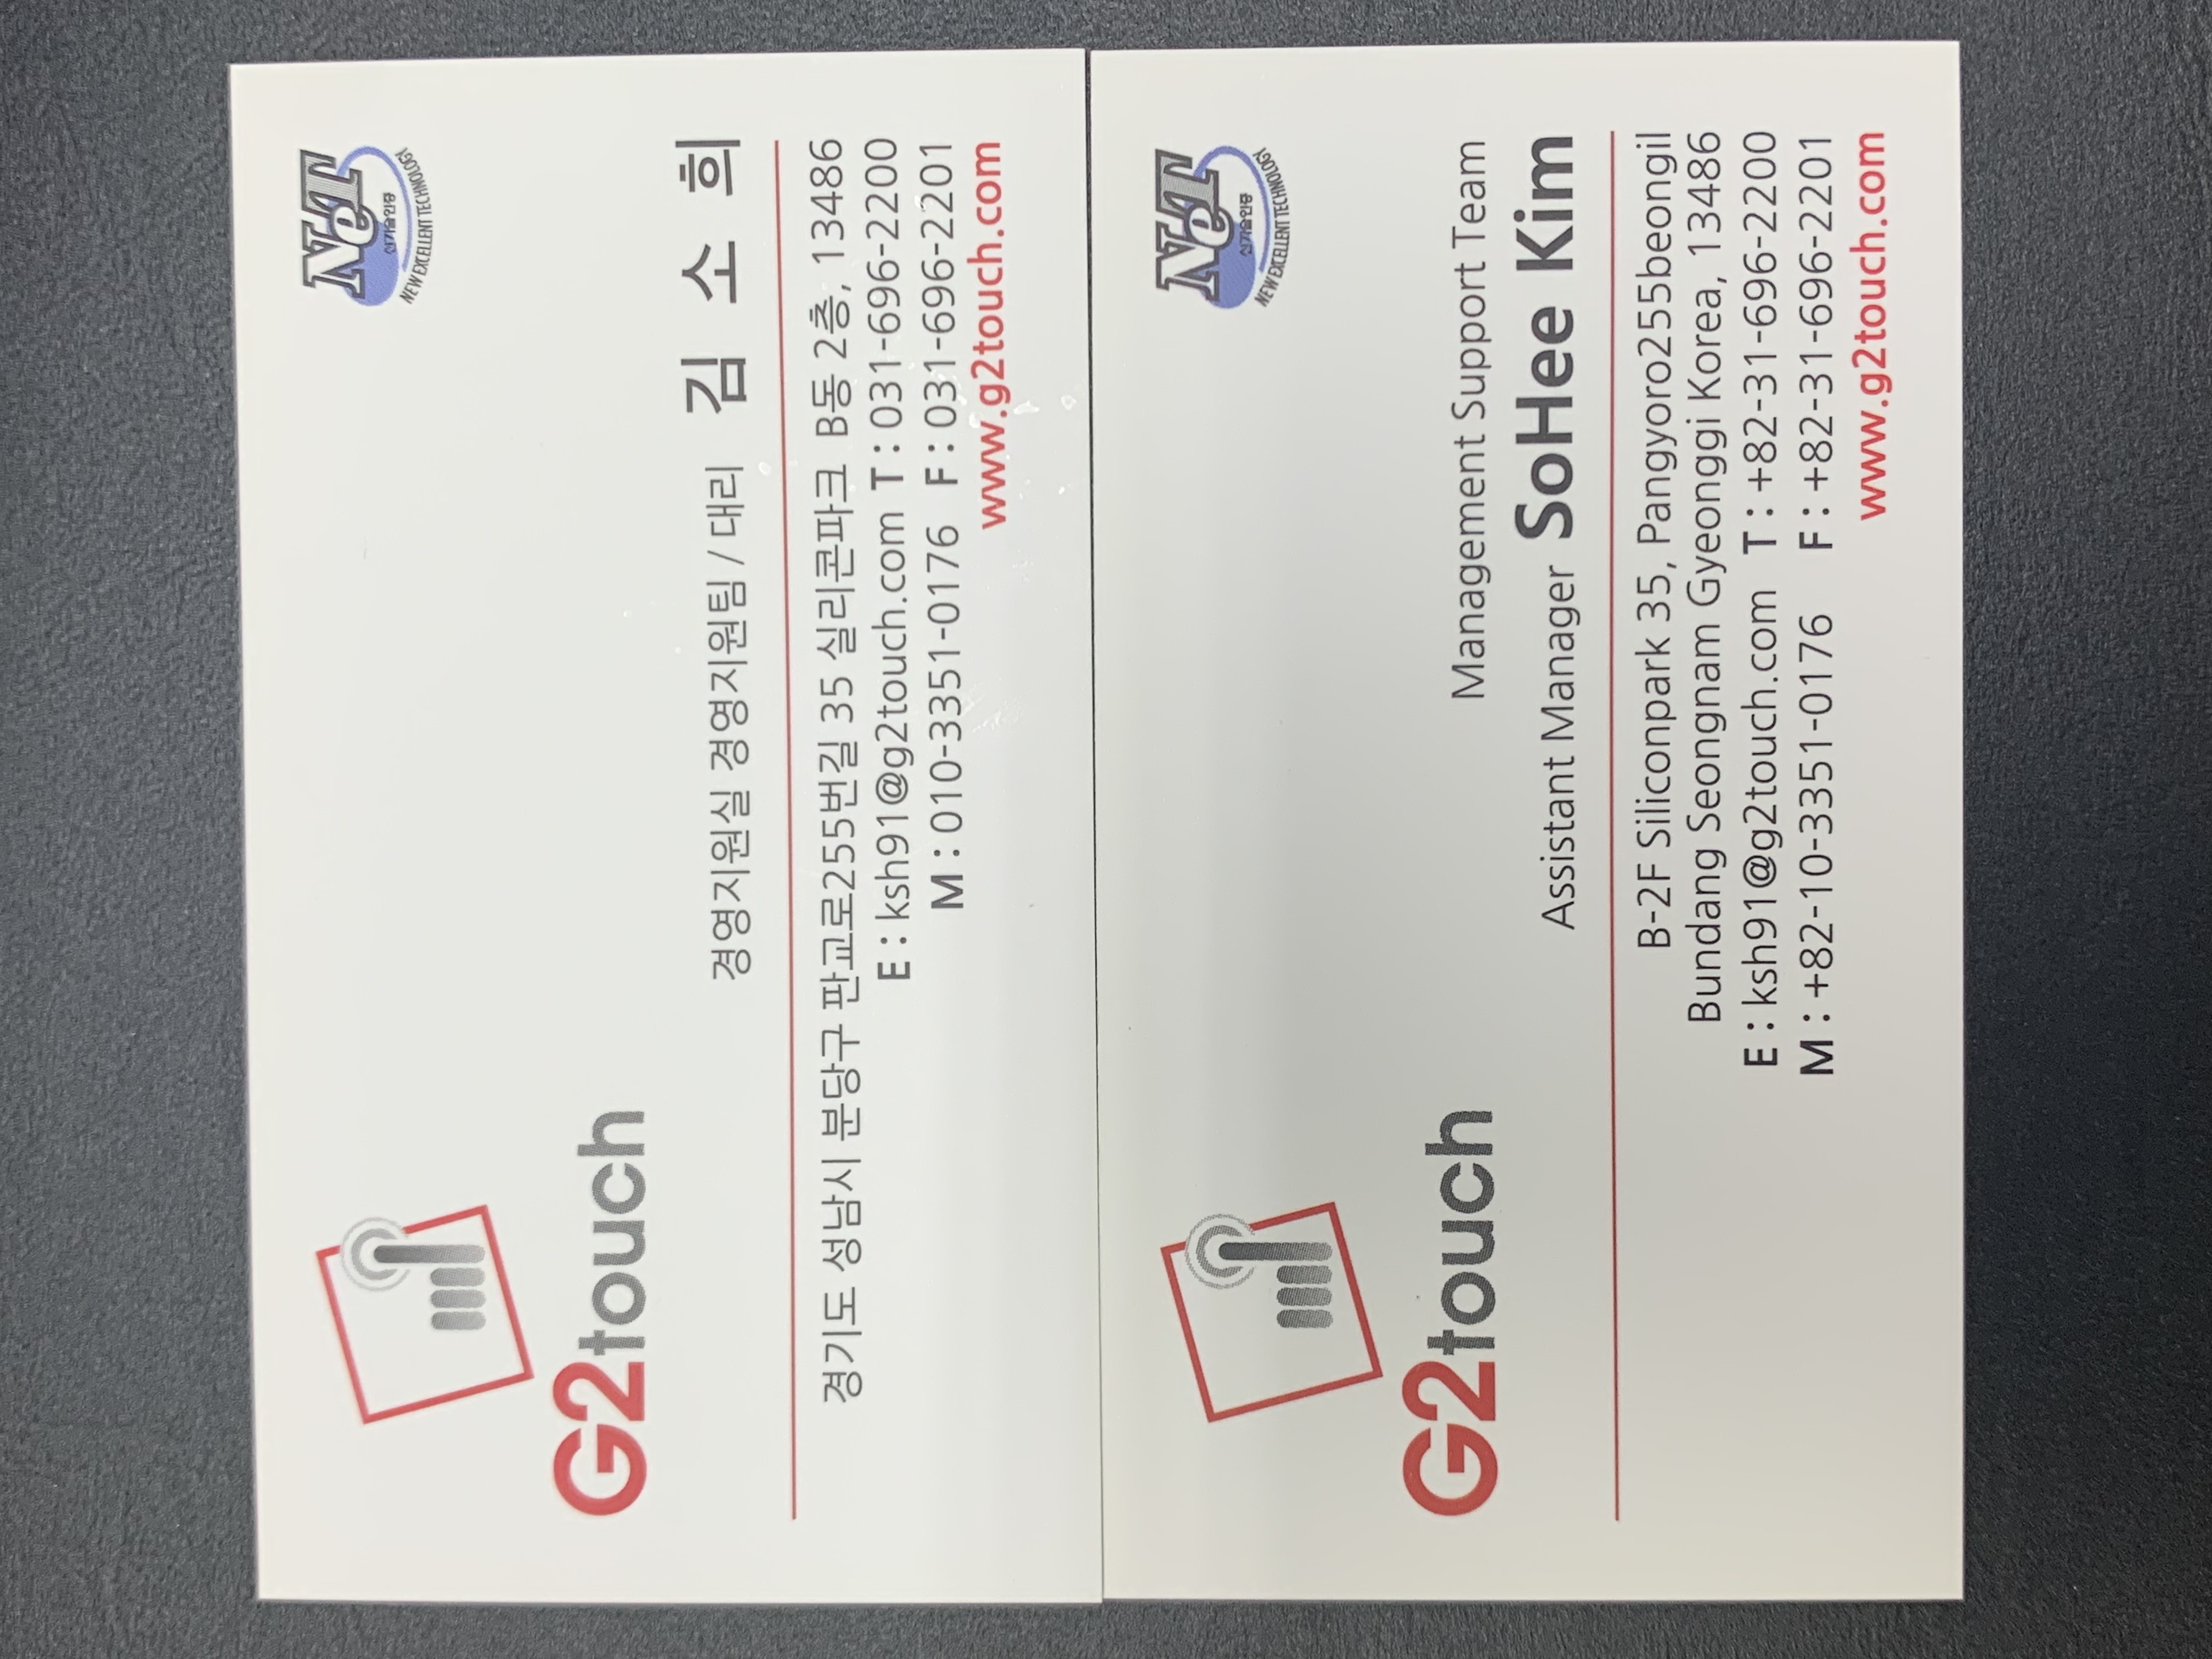 NeT
신기술인증
NEW EXCELLENT TECHNOLOGY
G2touch
경영지원실 경영지원팀 / 대리 김 소 희
경기도 성남시 분당구 판교로255번길 35 실리콘파크 B동 2층, 13486
E : ksh91@g2touch.com T : 031-696-2200
M : 010-3351-0176 F : 031-696-2201
www.g2touch.com
NeT
신기술인증
NEW EXCELLENT TECHNOLOGY
G2touch
Management Support Team
Assistant Manager SoHee Kim
B-2F Siliconpark 35, Pangyoro255beongil
Bundang Seongnam Gyeonggi Korea, 13486
E : ksh91@g2touch.com T : +82-31-696-2200
M : +82-10-3351-0176 F : +82-31-696-2201
www.g2touch.com